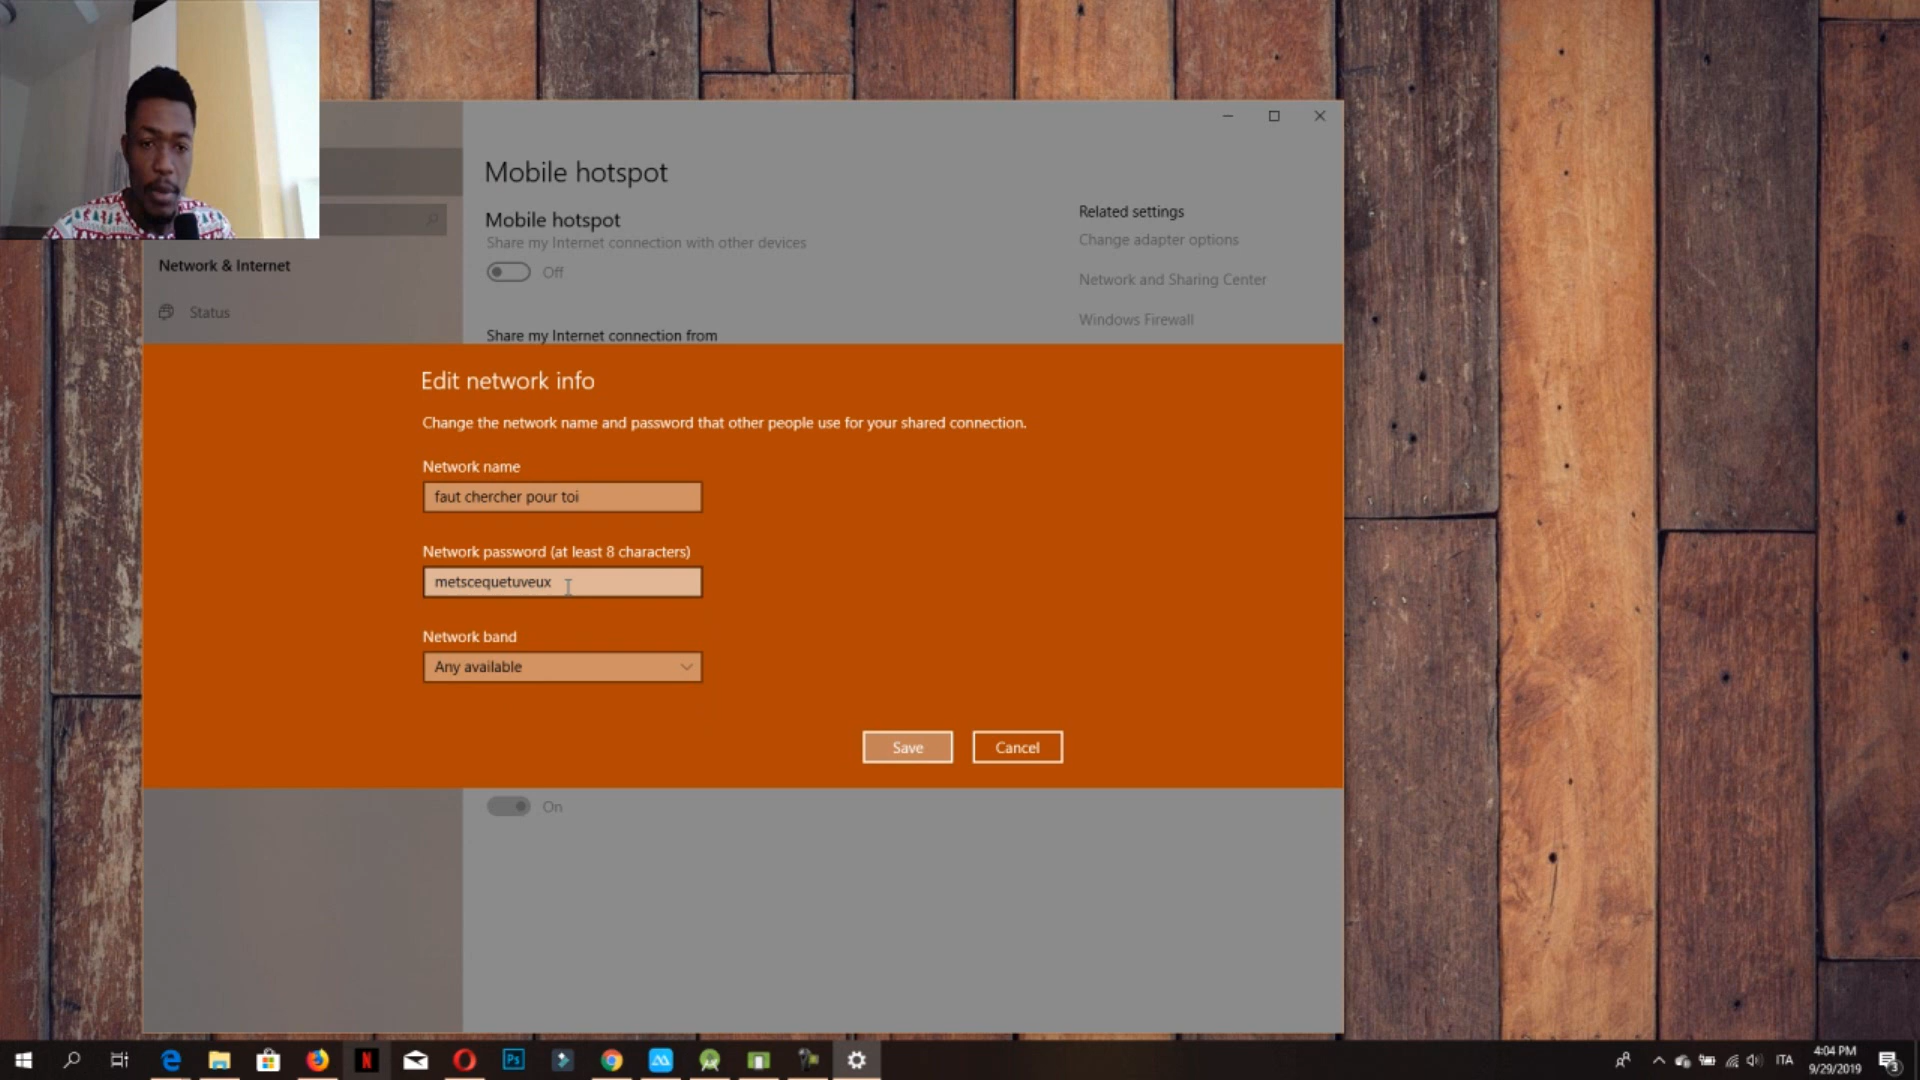 Mobile hotspot
Mobile hotspot
Share my Internet connection with other devices
Off
Share my Internet connection from
Related settings
Change adapter options
Network and Sharing Center
Windows Firewall
Network & Internet
Status
Edit network info
Change the network name and password that other people use for your shared connection.
Network name
faut chercher pour toi
Network password (at least 8 characters)
metscequetuveux
Network band
Any available
Save
Cancel
On
Ps
ITA
4:04 PM
9/29/2019
3